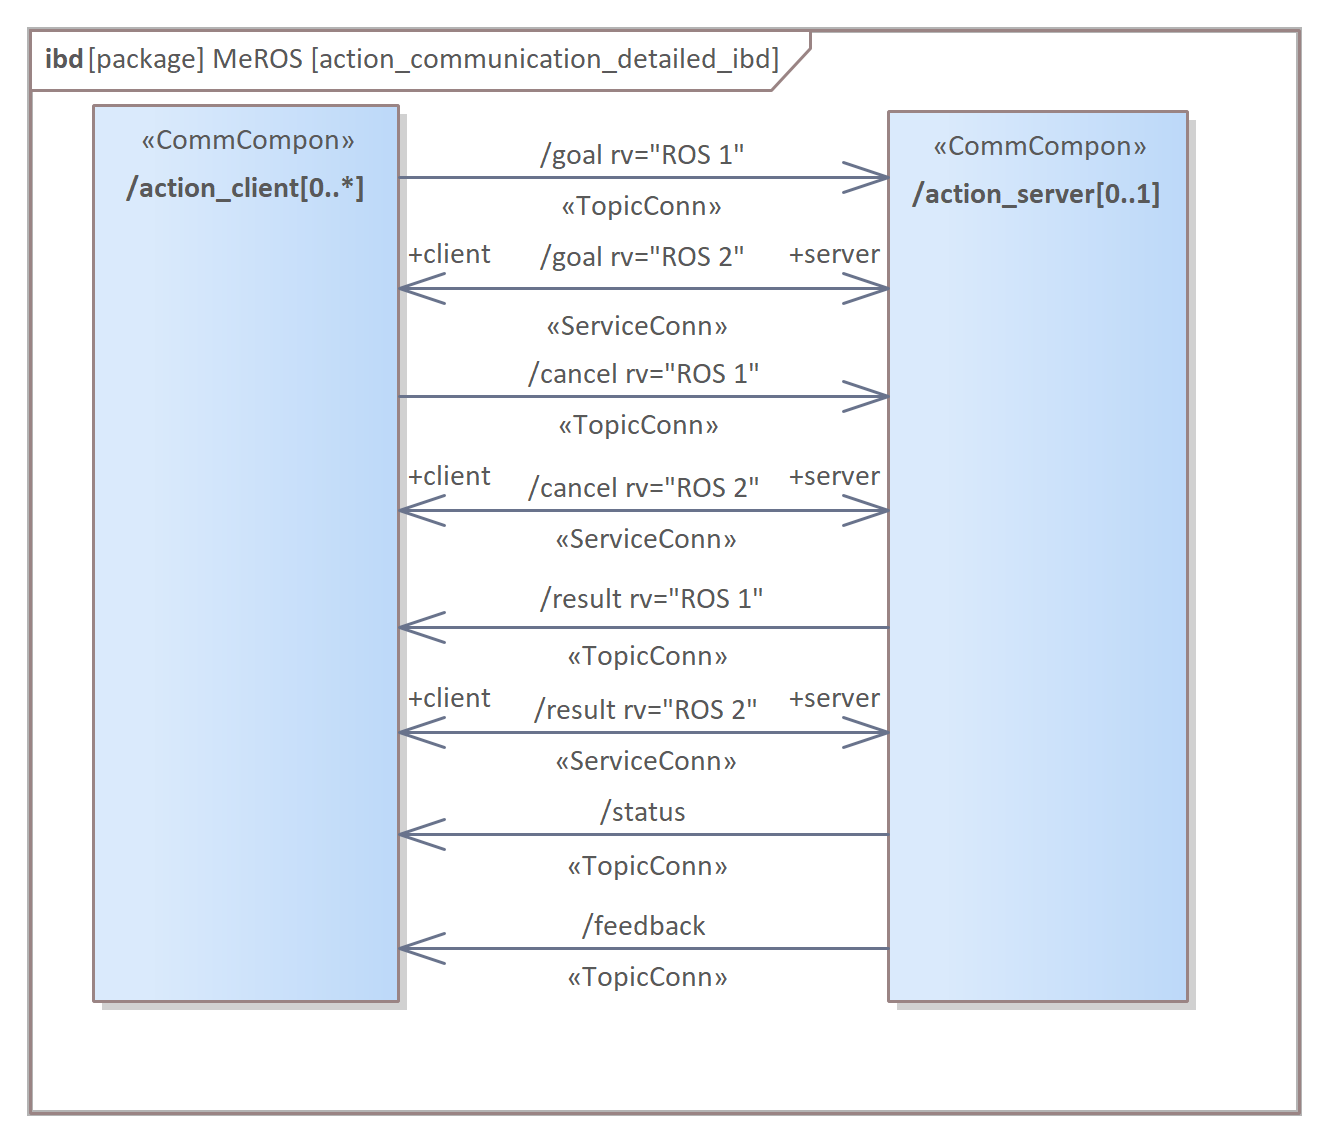 ibd [package] MeROS [action_communication_detailed_ibd]
«CommCompon»
/action_client[0..*]
«CommCompon»
/action_server[0..1]
/goal rv="ROS 1"
«TopicConn»
+client
/goal rv="ROS 2"
+server
«ServiceConn»
/cancel rv="ROS 1"
«TopicConn»
+client
/cancel rv="ROS 2"
+server
«ServiceConn»
/result rv="ROS 1"
«TopicConn»
+client
/result rv="ROS 2"
+server
«ServiceConn»
/status
«TopicConn»
/feedback
«TopicConn»